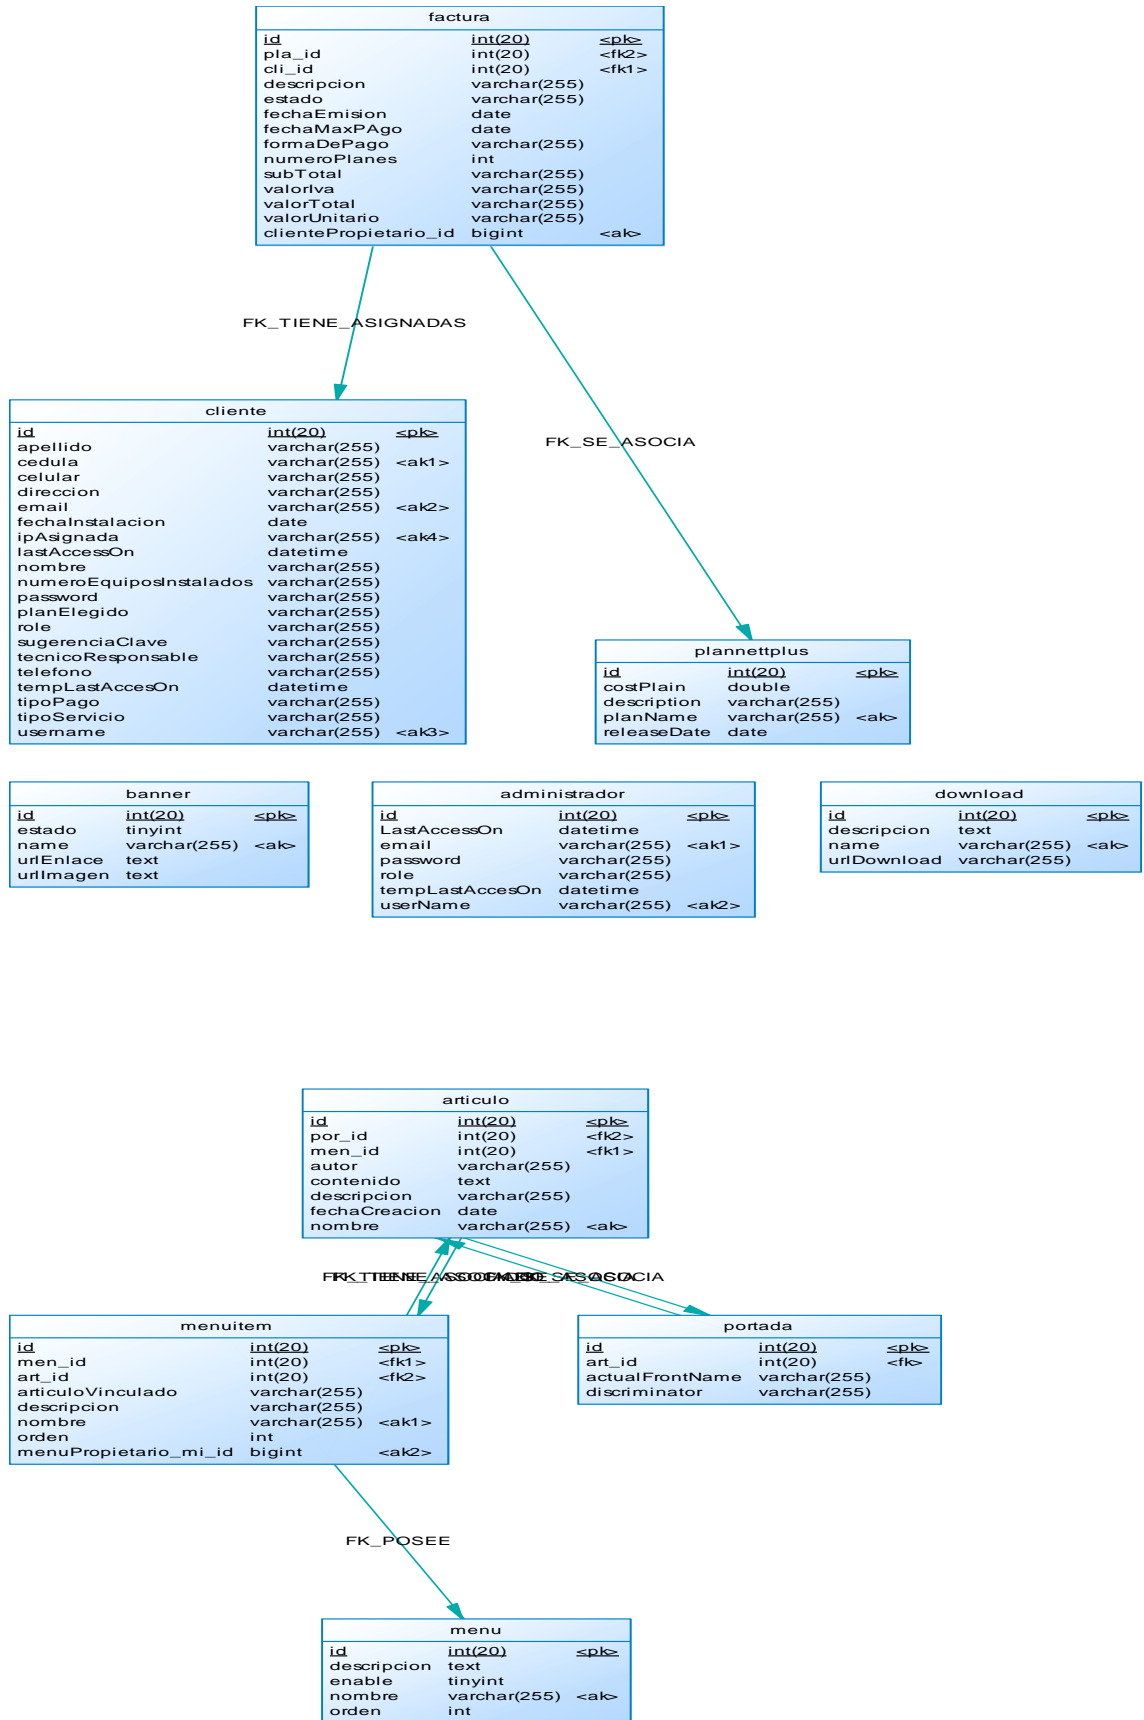 factura
id int(20) <pk>
pla_id int(20) <fk2>
cli_id int(20) <fk1>
descripcion varchar(255)
estado varchar(255)
fechaEmision date
fechaMaxPAgo date
formaDePago varchar(255)
numeroPlanes int
subTotal varchar(255)
valorIva varchar(255)
valorTotal varchar(255)
valorUnitario varchar(255)
clientePropietario_id bigint <ak>
FK_TIENE_ASIGNADAS
cliente
id int(20) <pk>
apellido varchar(255)
cedula varchar(255) <ak1>
celular varchar(255)
direccion varchar(255)
email varchar(255) <ak2>
fechaInstalacion date
ipAsignada varchar(255) <ak4>
lastAccessOn datetime
nombre varchar(255)
numeroEquiposInstalados varchar(255)
password varchar(255)
planElegido varchar(255)
role varchar(255)
sugerenciaClave varchar(255)
tecnicoResponsable varchar(255)
telefono varchar(255)
tempLastAccesOn datetime
tipoPago varchar(255)
tipoServicio varchar(255)
username varchar(255) <ak3>
FK_SE_ASOCIA
plannettplus
id int(20) <pk>
costPlain double
description varchar(255)
planName varchar(255) <ak>
releaseDate date
banner
id int(20) <pk>
estado tinyint
name varchar(255) <ak>
urlEnlace text
urlImagen text
administrador
id int(20) <pk>
LastAccessOn datetime
email varchar(255) <ak1>
password varchar(255)
role varchar(255)
tempLastAccesOn datetime
userName varchar(255) <ak2>
download
id int(20) <pk>
descripcion text
name varchar(255) <ak>
urlDownload varchar(255)
articulo
id int(20) <pk>
por_id int(20) <fk2>
men_id int(20) <fk1>
autor varchar(255)
contenido text
descripcion varchar(255)
fechaCreacion date
nombre varchar(255) <ak>
menuitem
id int(20) <pk>
men_id int(20) <fk1>
art_id int(20) <fk2>
articuloVinculado varchar(255)
descripcion varchar(255)
nombre varchar(255) <ak1>
orden int
menuPropietario_mi_id bigint <ak2>
portada
id int(20) <pk>
art_id int(20) <fk>
actualFrontName varchar(255)
discriminator varchar(255)
FK_POSEE
menu
id int(20) <pk>
descripcion text
enable tinyint
nombre varchar(255) <ak>
orden int